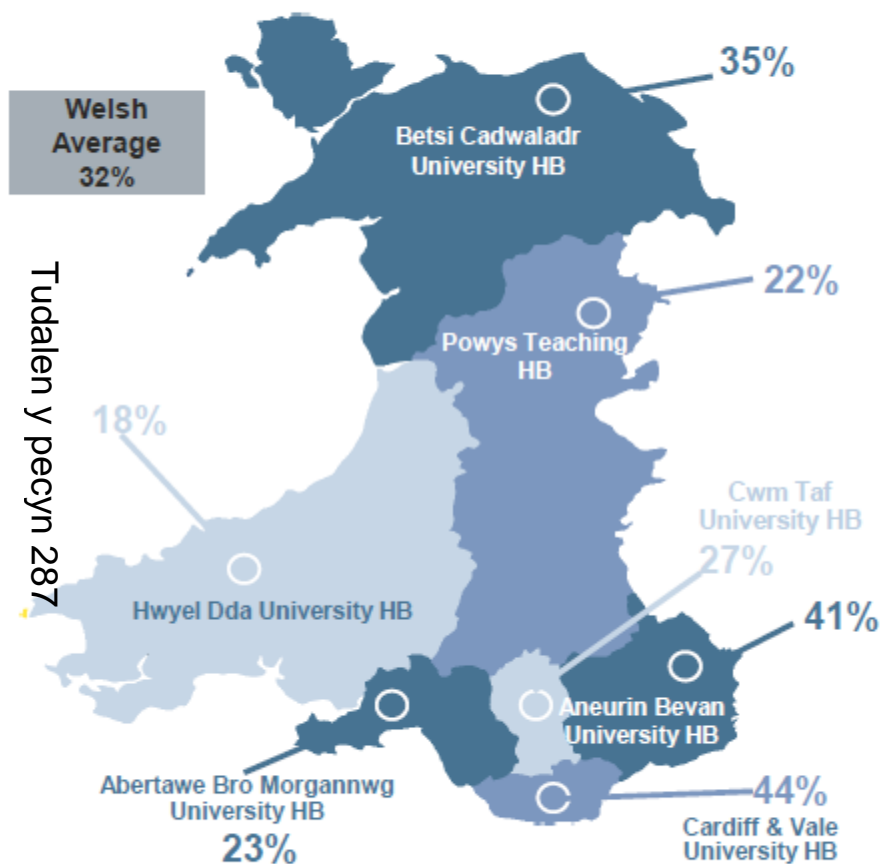 35%
Welsh
Average
32%
Betsi Cadwaladr
University HB
Tudalen y pecyn 287
22%
Powys Teaching
HB
18%
Cwm Taf
University HB
27%
Hwyel Dda University HB
41%
Aneurin Bevan
University HB
Abertawe Bro Morgannwg
University HB
23%
44%
Cardiff & Vale
University HB